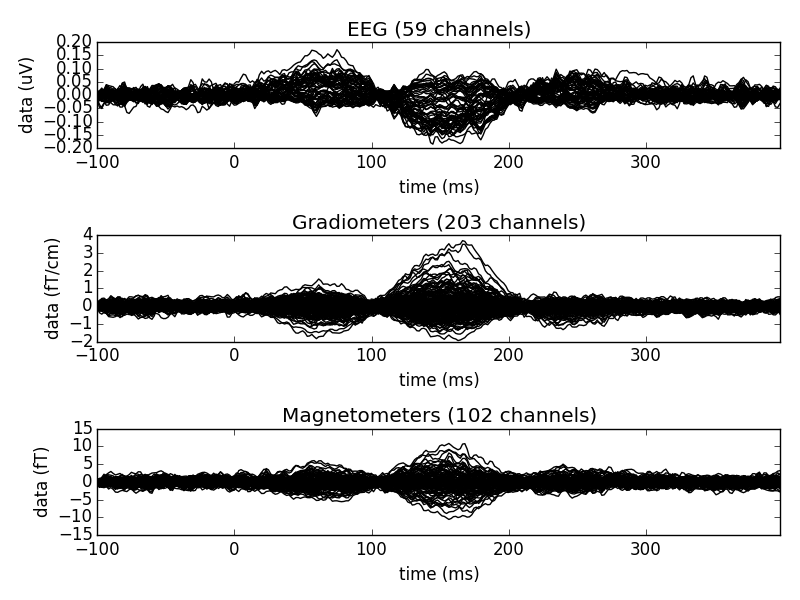 EEG (59 channels)
0.20
0.15
0.10
0.05
0.00
−0.05
−0.10
−0.15
−0.20
data (uV)
−100 0 100 200 300
time (ms)
Gradiometers (203 channels)
4
3
2
1
0
−1
−2
data (fT/cm)
−100 0 100 200 300
time (ms)
Magnetometers (102 channels)
15
10
5
0
−5
−10
−15
data (fT)
−100 0 100 200 300
time (ms)